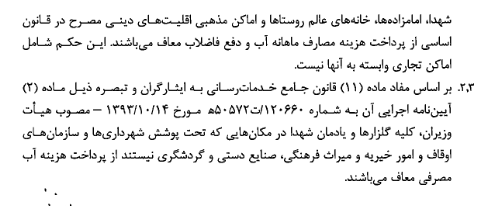 شهدا، امامزاده‌ها، خانه‌های عالم روستاها و اماکن مذهبی اقلیت‌های دینی مصرح در قانون
اساسی از پرداخت هزینه مصارف ماهانه آب و دفع فاضلاب معاف می‌باشند. این حکم شامل
اماکن تجاری وابسته به آنها نیست.
۲.۳. بر اساس مفاد ماده (۱۱) قانون جامع خدمات‌رسانی به ایثارگران و تبصره ذیل ماده (۲)
آیین‌نامه اجرایی آن به شماره ۱۲۰۶۶۰/ت۵۰۵۷۲ه مورخ ۱۳۹۳/۱۰/۱۴ – مصوب هیأت
وزیران، کلیه گلزارها و یادمان شهدا در مکان‌هایی که تحت پوشش شهرداری‌ها و سازمان‌های
اوقاف و امور خیریه و میراث فرهنگی، صنایع دستی و گردشگری نیستند از پرداخت هزینه آب
مصرفی معاف می‌باشند.